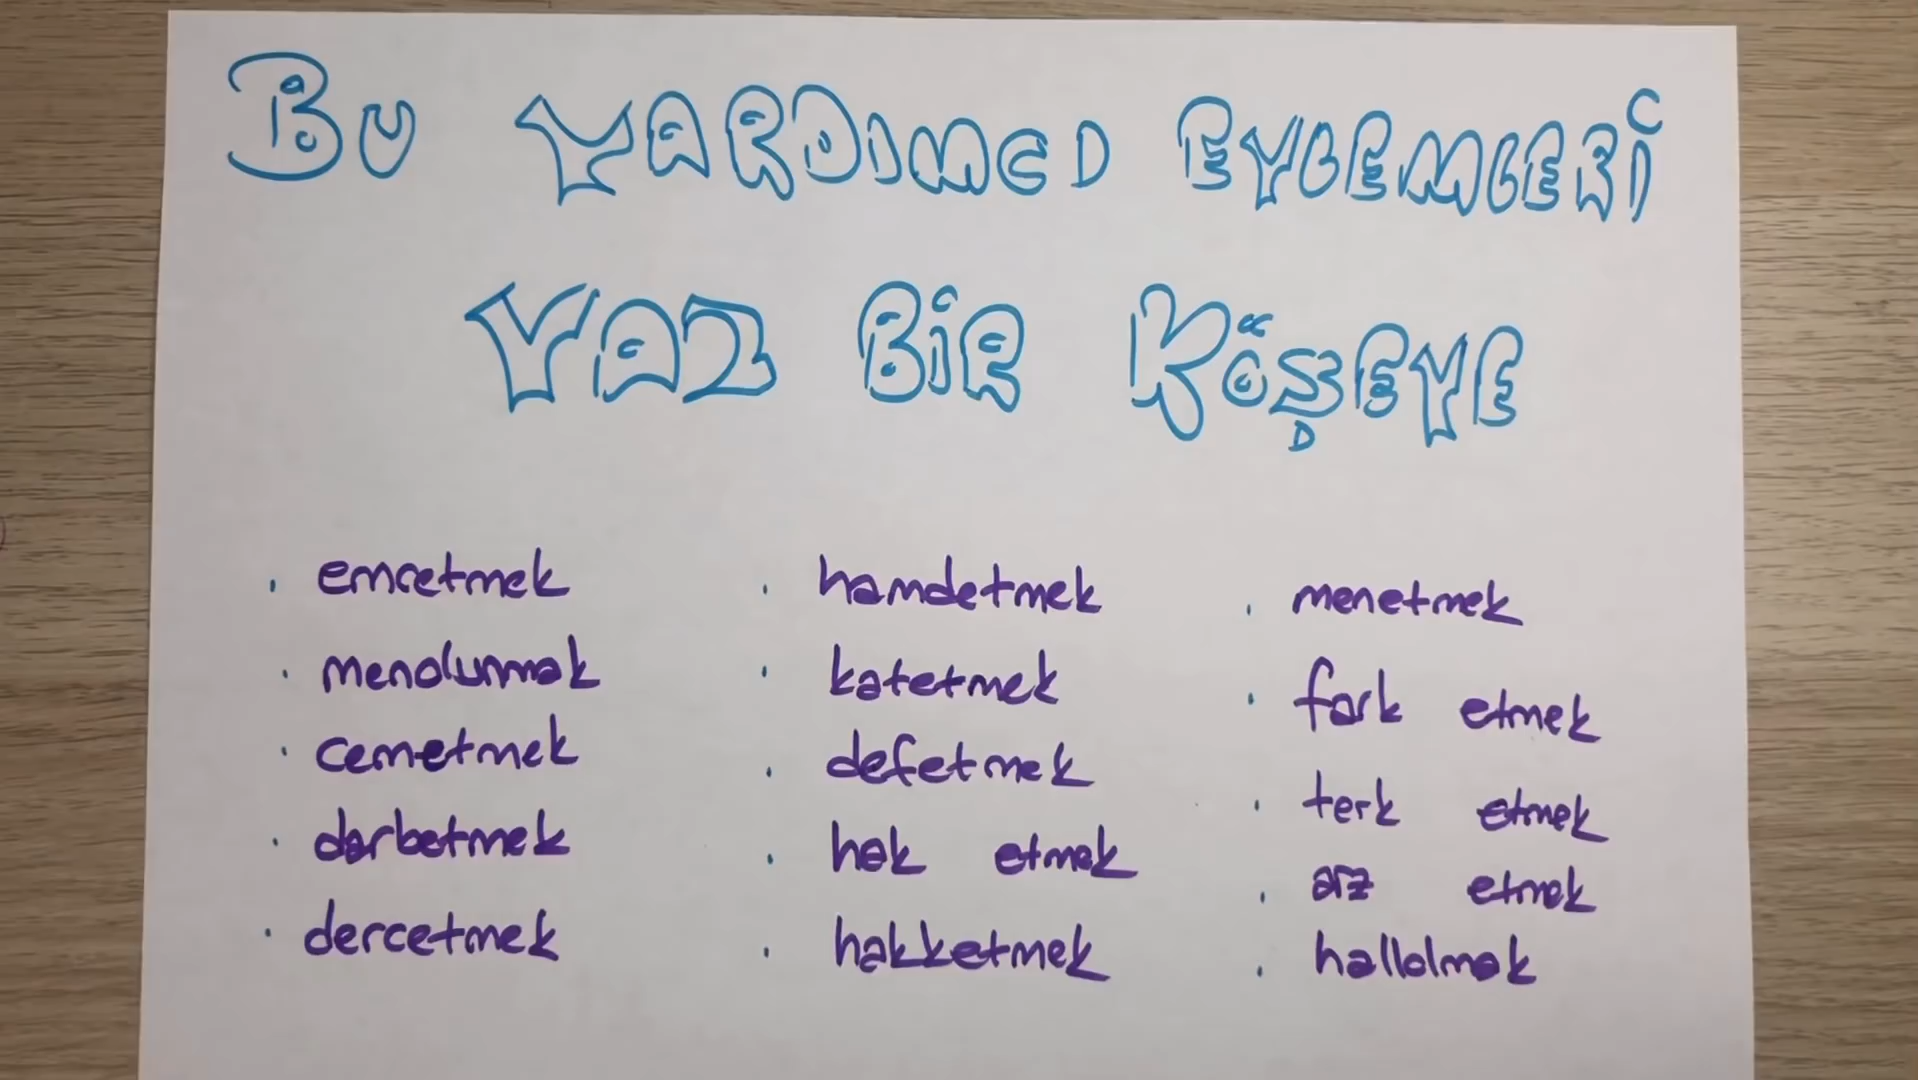 BU YARDIMCI EYLEMLERİ
YAZ BİR KÖŞEYE
· emretmek
· menolunmak
· cemetmek
· darbetmek
· dercetmek
· hamdetmek
· katetmek
· defetmek
· hak etmek
· hakketmek
· menetmek
· fark etmek
· terk etmek
· arz etmek
· hallolmak